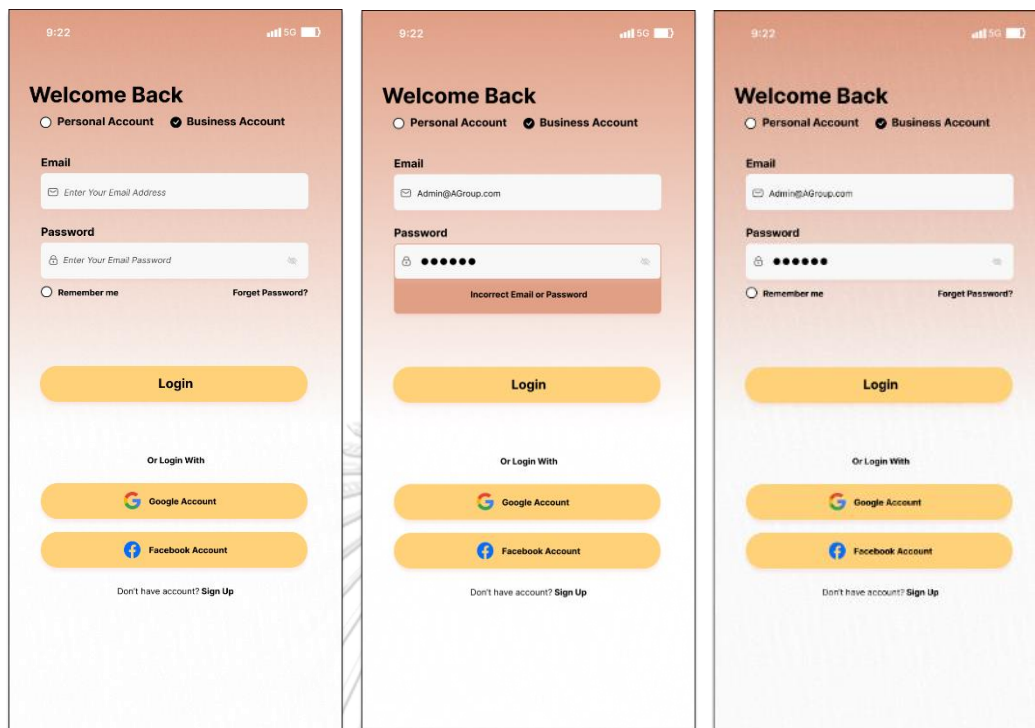 9:22 5G
Welcome Back
Personal Account Business Account
Email
Enter Your Email Address
Password
Enter Your Email Password
Remember me Forget Password?
Login
Or Login With
Google Account
Facebook Account
Don't have account? Sign Up
9:22 5G
Welcome Back
Personal Account Business Account
Email
Admin@AGroup.com
Password
●●●●●●
Incorrect Email or Password
Login
Or Login With
Google Account
Facebook Account
Don't have account? Sign Up
9:22 5G
Welcome Back
Personal Account Business Account
Email
Admin@AGroup.com
Password
●●●●●●
Remember me Forget Password?
Login
Or Login With
Google Account
Facebook Account
Don't have account? Sign Up